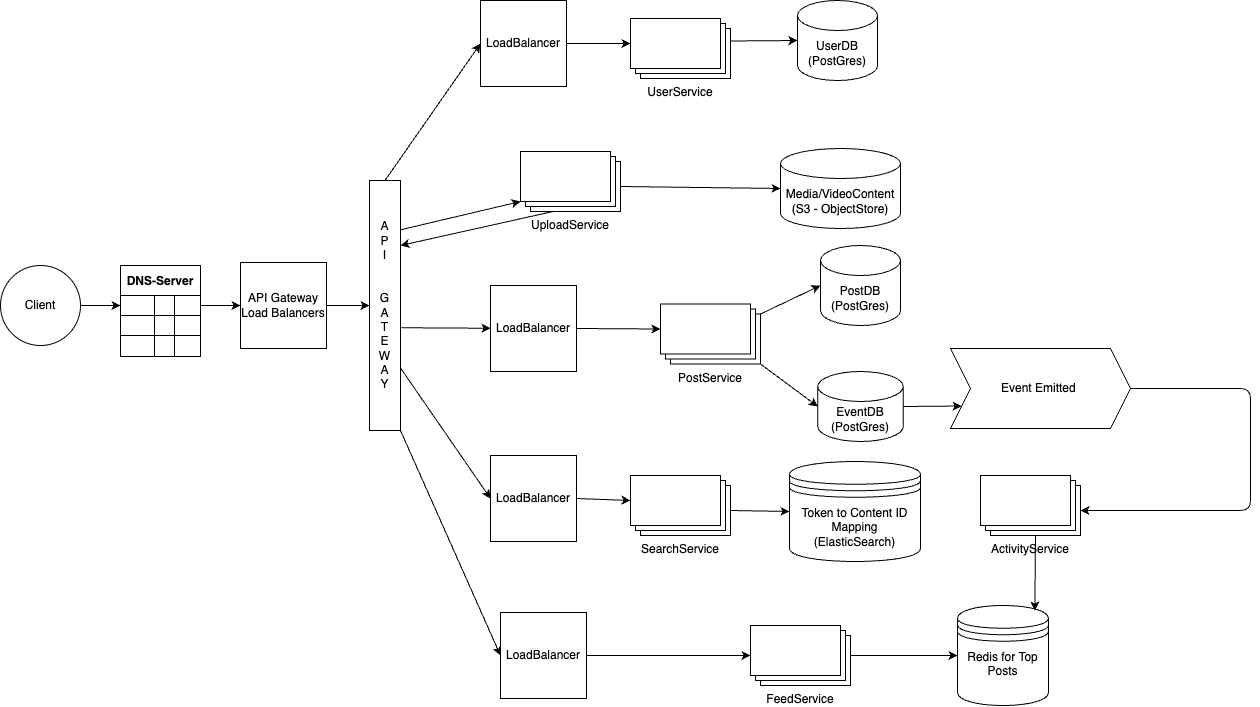 LoadBalancer
UserService
UserDB
(PostGres)
UploadService
Media/VideoContent
(S3 - ObjectStore)
Client
DNS-Server
API Gateway
Load Balancers
A
P
I
G
A
T
E
W
A
Y
LoadBalancer
PostService
PostDB
(PostGres)
EventDB
(PostGres)
Event Emitted
LoadBalancer
SearchService
Token to Content ID
Mapping
(ElasticSearch)
ActivityService
LoadBalancer
FeedService
Redis for Top
Posts